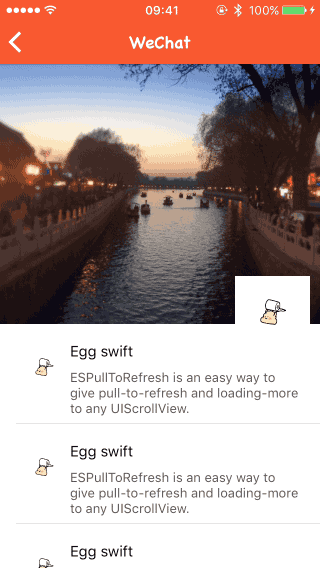 09:41
100%
WeChat
Egg swift
ESPullToRefresh is an easy way to
give pull-to-refresh and loading-more
to any UIScrollView.
Egg swift
ESPullToRefresh is an easy way to
give pull-to-refresh and loading-more
to any UIScrollView.
Egg swift